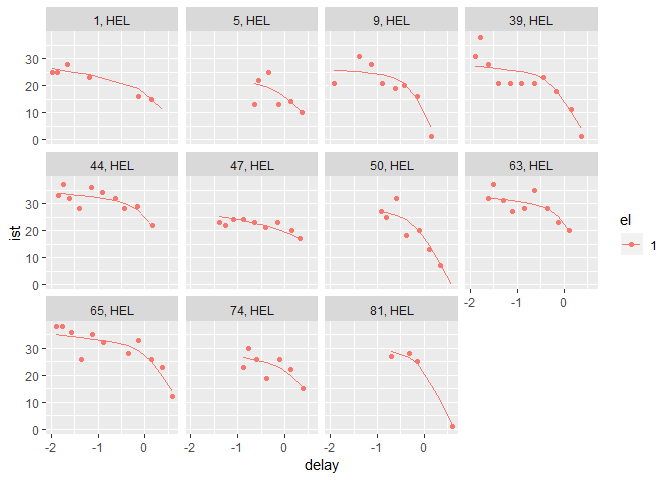 1, HEL 5, HEL 9, HEL 39, HEL
30
20
10
0
44, HEL 47, HEL 50, HEL 63, HEL
30
20
10
0
-2 -1 0
65, HEL 74, HEL 81, HEL
30
20
10
0
-2 -1 0 -2 -1 0 -2 -1 0
delay
ist
el
1